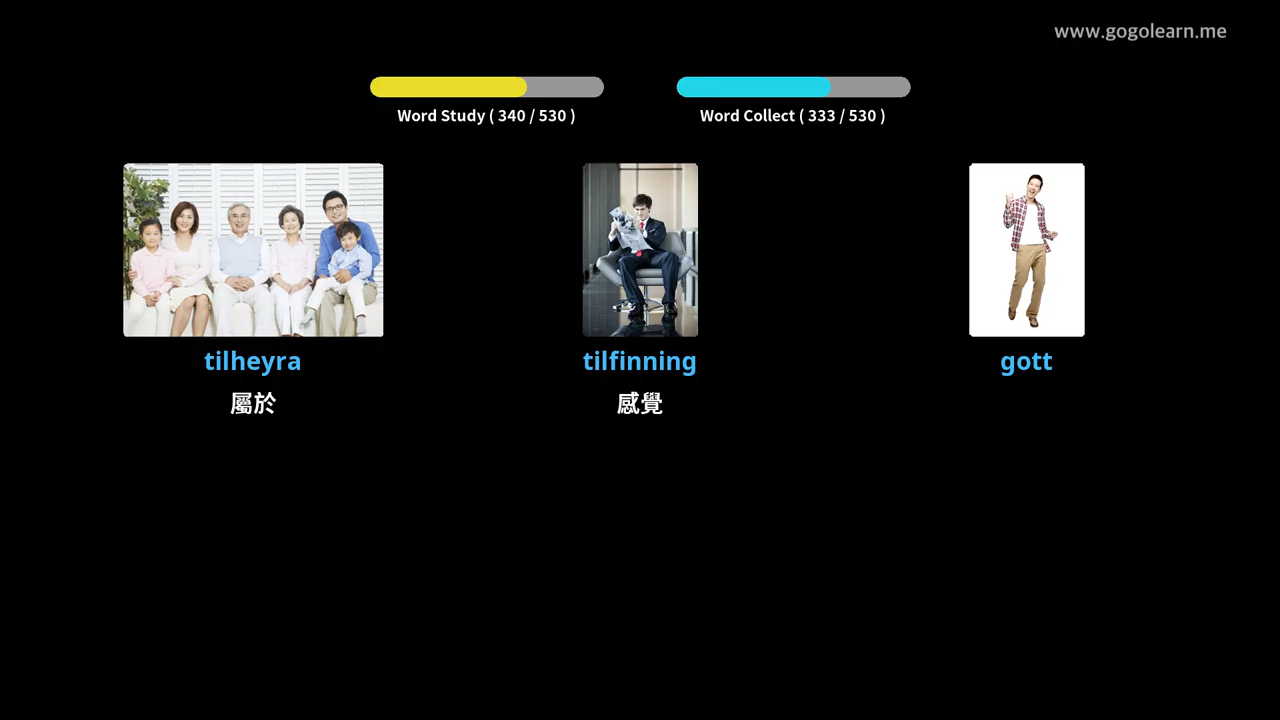 www.gogolearn.me
Word Study ( 340 / 530 )
Word Collect ( 333 / 530 )
tilheyra
tilfinning
gott
屬於
感覺